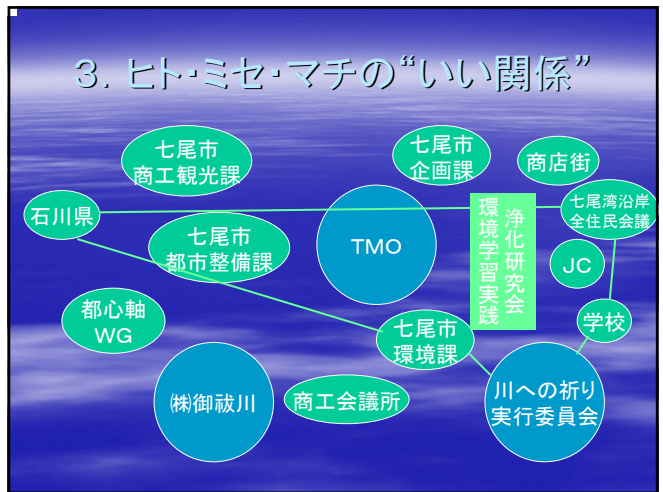 ３．ヒト・ミセ・マチの“いい関係”
七尾市
商工観光課
七尾市
企画課
商店街
石川県
七尾湾沿岸
全住民会議
七尾市
都市整備課
TMO
浄化研究会
環境学習実践
JC
都心軸
WG
七尾市
環境課
学校
㈱御祓川
商工会議所
川への祈り
実行委員会